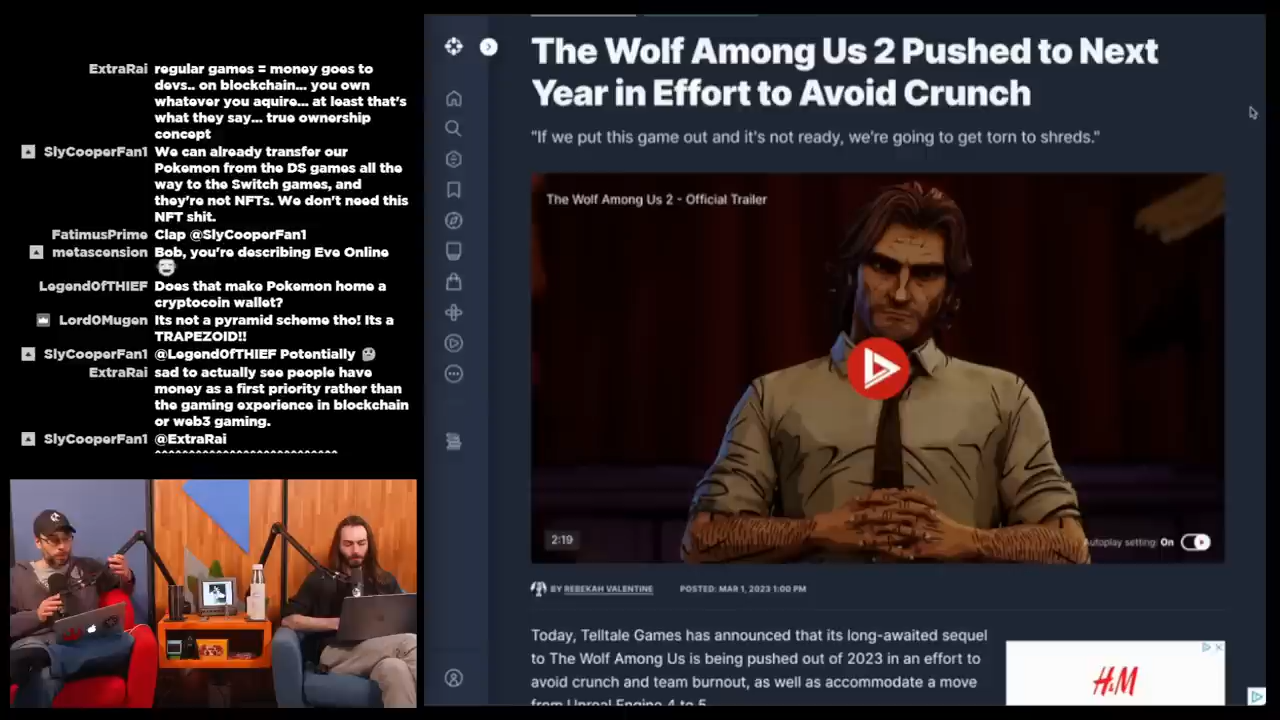 ExtraRai regular games = money goes to
devs.. on blockchain... you own
whatever you aquire... at least that's
what they say... true ownership
concept
SlyCooperFan1 We can already transfer our
Pokemon from the DS games all the
way to the Switch games, and
they're not NFTs. We don't need this
NFT shit.
FatimusPrime Clap @SlyCooperFan1
metascension Bob, you're describing Eve Online
LegendOfTHIEF Does that make Pokemon home a
cryptocoin wallet?
LordOMugen Its not a pyramid scheme tho! Its a
TRAPEZOID!!
SlyCooperFan1 @LegendOfTHIEF Potentially
ExtraRai sad to actually see people have
money as a first priority rather than
the gaming experience in blockchain
or web3 gaming.
SlyCooperFan1 @ExtraRai
^^^^^^^^^^^^^^^^^^^^^^^^^^^
The Wolf Among Us 2 Pushed to Next
Year in Effort to Avoid Crunch
"If we put this game out and it's not ready, we're going to get torn to shreds."
The Wolf Among Us 2 - Official Trailer
2:19
Autoplay setting: On
BY REBEKAH VALENTINE POSTED: MAR 1, 2023 1:00 PM
Today, Telltale Games has announced that its long-awaited sequel
to The Wolf Among Us is being pushed out of 2023 in an effort to
avoid crunch and team burnout, as well as accommodate a move
from Unreal Engine 4 to 5.
H&M